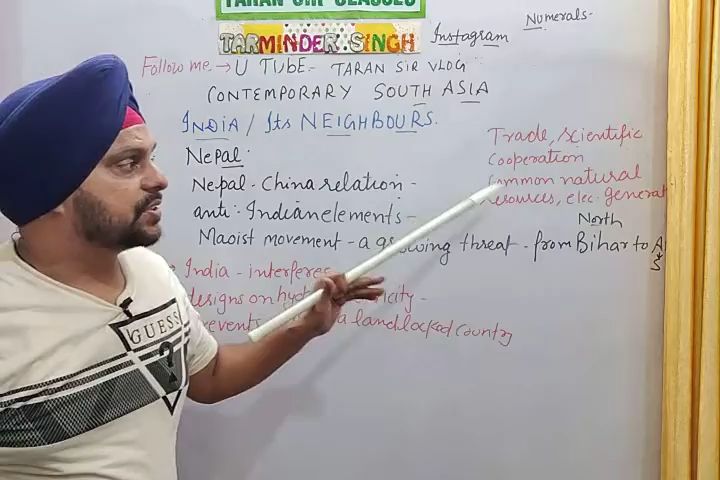 TARAN SIR CLASSES
TARMINDER.SINGH
Instagram
Numerals-
Follow me → U TUBE- TARAN SIR VLOG
CONTEMPORARY SOUTH ASIA
INDIA / Its NEIGHBOURS.
Nepal
Nepal-China relation -
anti-Indian elements-
Maoist movement - a growing threat - from Bihar to A
North
India - interferes
designs on hydroelectricity -
a landlocked country
Trade, scientific
Cooperation
Common natural
resources, elec. generat
GUESS
?